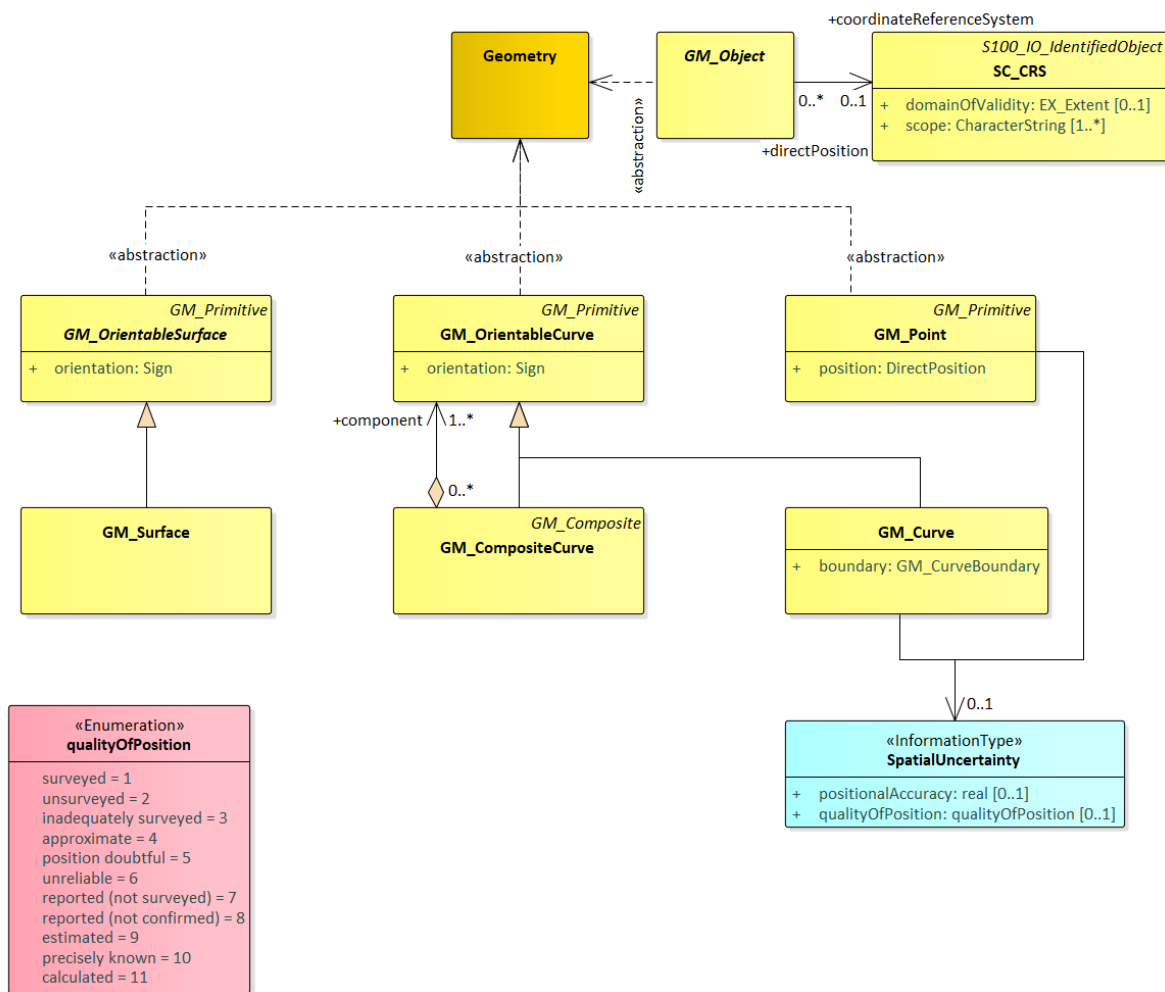 +coordinateReferenceSystem
Geometry
GM_Object
S100_IO_IdentifiedObject
SC_CRS
+ domainOfValidity: EX_Extent [0..1]
+ scope: CharacterString [1..*]
0..*
0..1
+directPosition
«abstraction»
«abstraction»
«abstraction»
«abstraction»
GM_Primitive
GM_OrientableSurface
+ orientation: Sign
GM_Primitive
GM_OrientableCurve
+ orientation: Sign
GM_Primitive
GM_Point
+ position: DirectPosition
+component
1..*
0..*
GM_Surface
GM_Composite
GM_CompositeCurve
GM_Curve
+ boundary: GM_CurveBoundary
0..1
«Enumeration»
qualityOfPosition
surveyed = 1
unsurveyed = 2
inadequately surveyed = 3
approximate = 4
position doubtful = 5
unreliable = 6
reported (not surveyed) = 7
reported (not confirmed) = 8
estimated = 9
precisely known = 10
calculated = 11
«InformationType»
SpatialUncertainty
+ positionalAccuracy: real [0..1]
+ qualityOfPosition: qualityOfPosition [0..1]